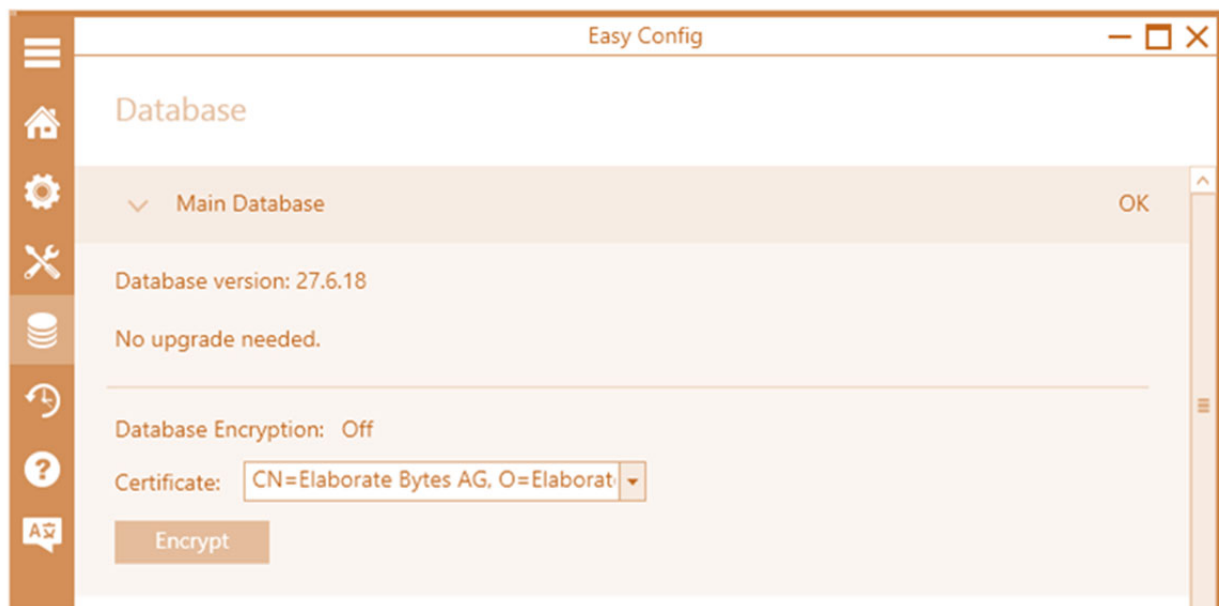 Easy Config
Database
Main Database OK
Database version: 27.6.18
No upgrade needed.
Database Encryption: Off
Certificate: CN=Elaborate Bytes AG, O=Elaborat
Encrypt